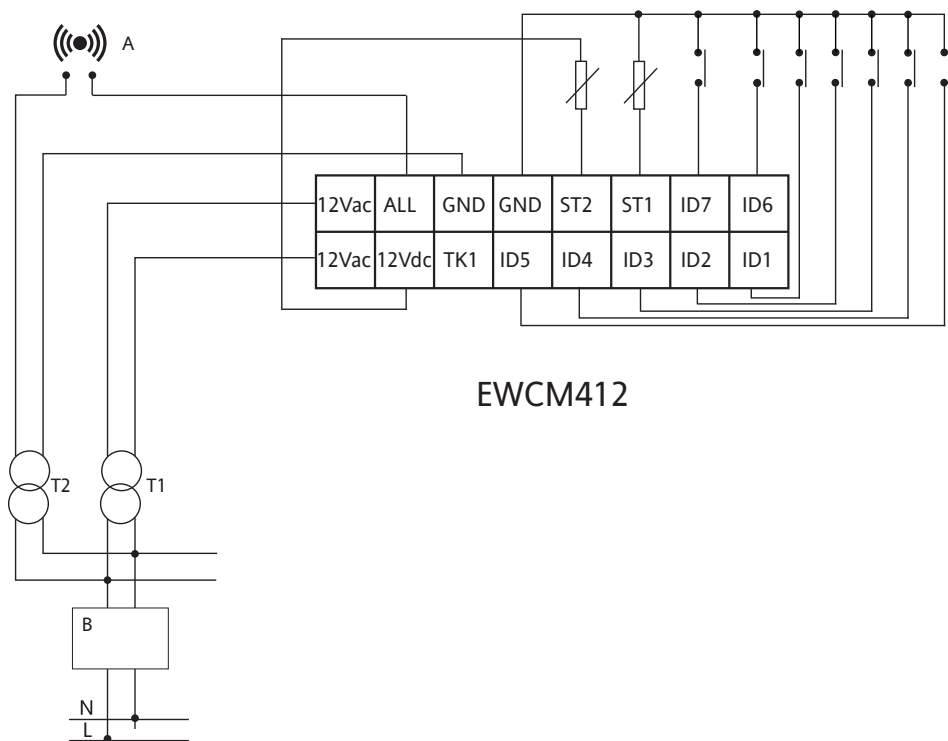 A
12Vac ALL GND GND ST2 ST1 ID7 ID6
12Vac 12Vdc TK1 ID5 ID4 ID3 ID2 ID1
EWCM412
T2 T1
B
N
L